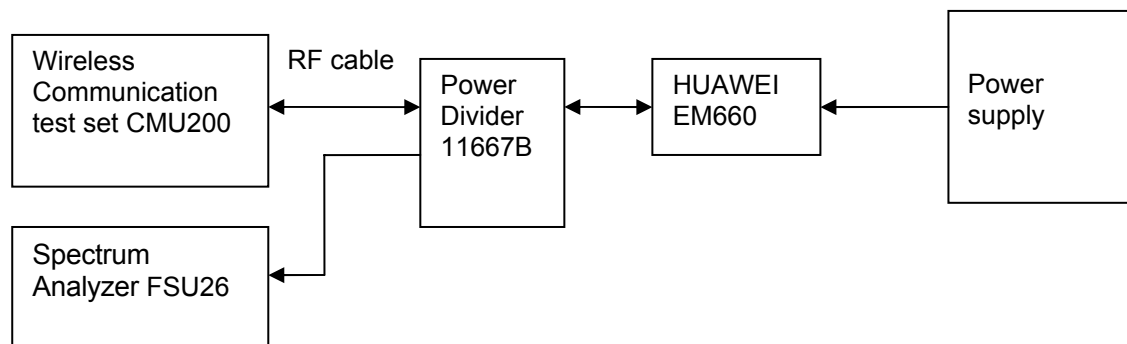 Wireless
Communication
test set CMU200
RF cable
Power
Divider
11667B
HUAWEI
EM660
Power
supply
Spectrum
Analyzer FSU26